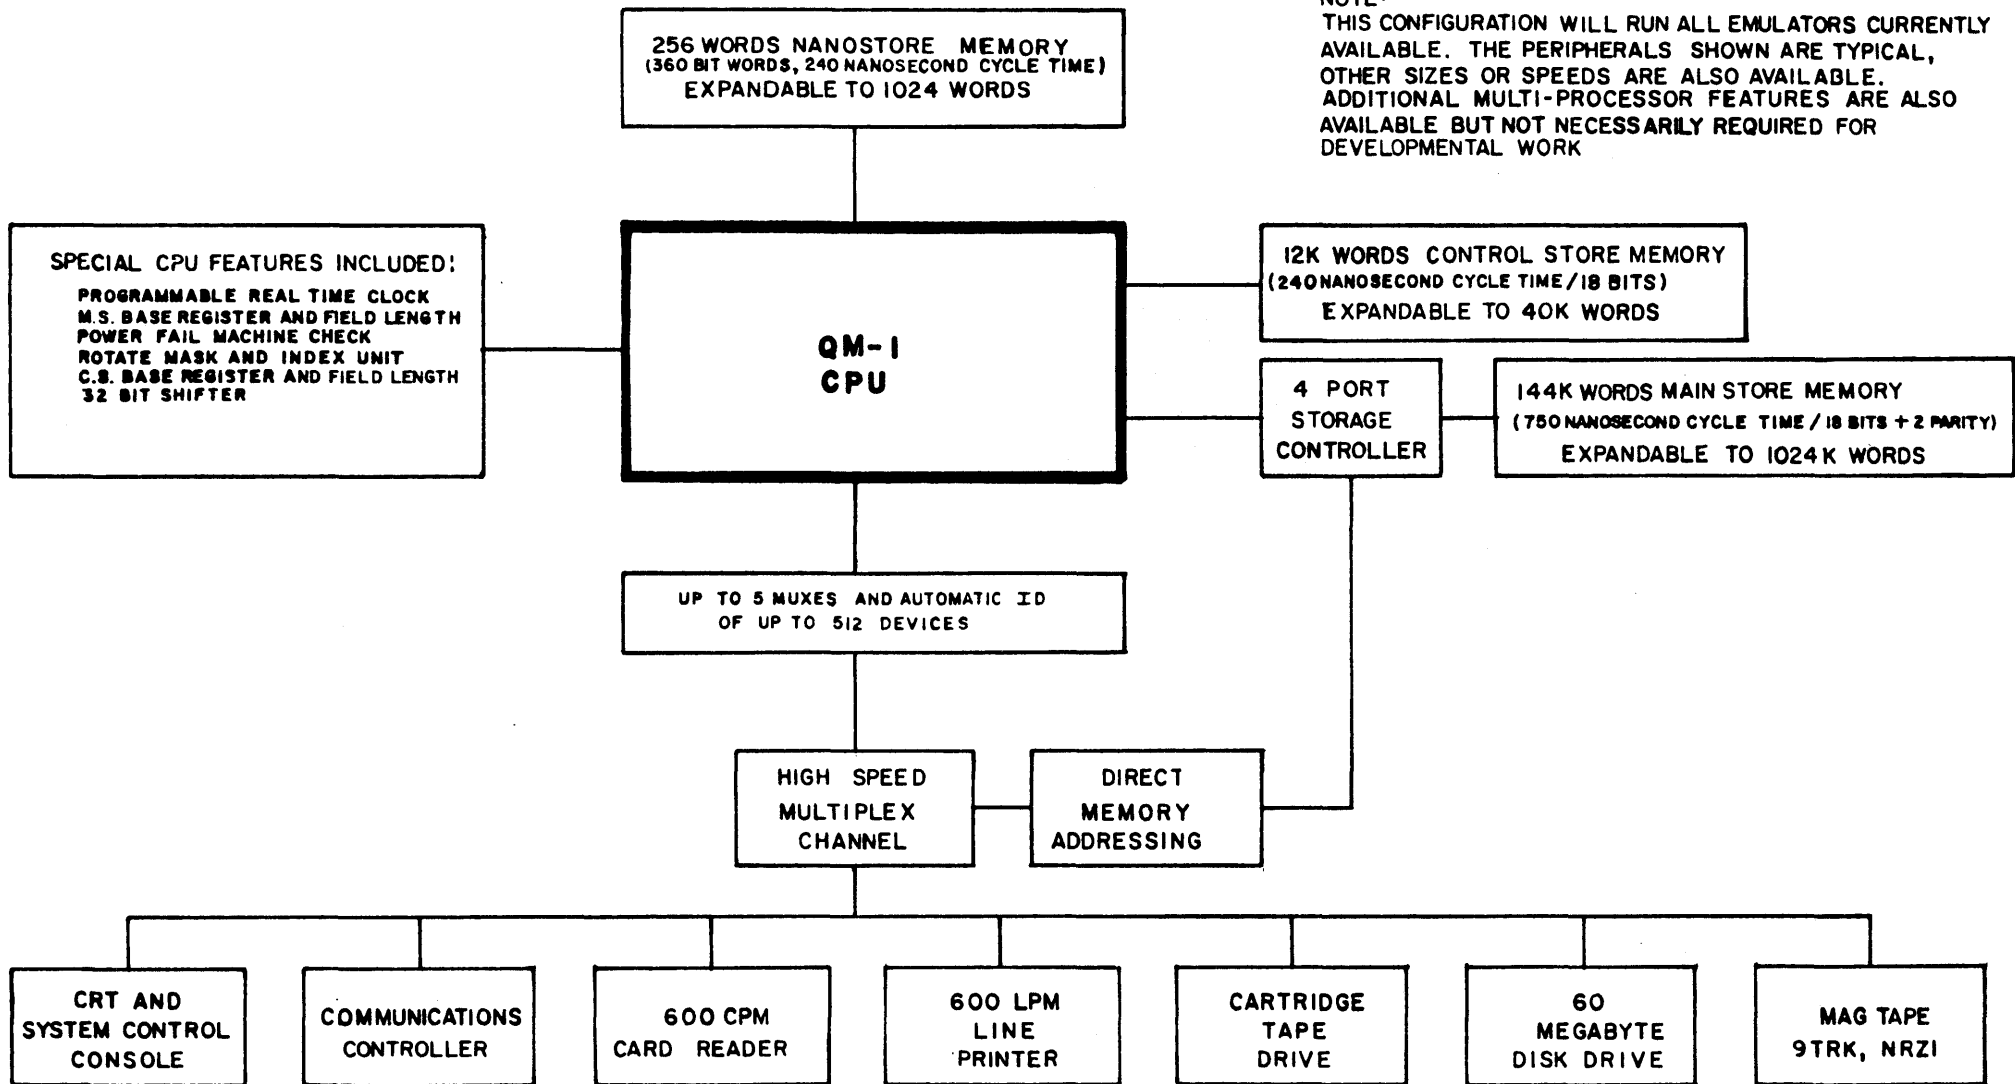 256 WORDS NANOSTORE MEMORY
(360 BIT WORDS, 240 NANOSECOND CYCLE TIME)
EXPANDABLE TO 1024 WORDS
NOTE:
THIS CONFIGURATION WILL RUN ALL EMULATORS CURRENTLY
AVAILABLE. THE PERIPHERALS SHOWN ARE TYPICAL,
OTHER SIZES OR SPEEDS ARE ALSO AVAILABLE.
ADDITIONAL MULTI-PROCESSOR FEATURES ARE ALSO
AVAILABLE BUT NOT NECESSARILY REQUIRED FOR
DEVELOPMENTAL WORK
SPECIAL CPU FEATURES INCLUDED:
PROGRAMMABLE REAL TIME CLOCK
M.S. BASE REGISTER AND FIELD LENGTH
POWER FAIL MACHINE CHECK
ROTATE MASK AND INDEX UNIT
C.S. BASE REGISTER AND FIELD LENGTH
32 BIT SHIFTER
QM-1
CPU
12K WORDS CONTROL STORE MEMORY
(240 NANOSECOND CYCLE TIME/18 BITS)
EXPANDABLE TO 40K WORDS
4 PORT
STORAGE
CONTROLLER
144K WORDS MAIN STORE MEMORY
(750 NANOSECOND CYCLE TIME / 18 BITS + 2 PARITY)
EXPANDABLE TO 1024K WORDS
UP TO 5 MUXES AND AUTOMATIC ID
OF UP TO 512 DEVICES
HIGH SPEED
MULTIPLEX
CHANNEL
DIRECT
MEMORY
ADDRESSING
CRT AND
SYSTEM CONTROL
CONSOLE
COMMUNICATIONS
CONTROLLER
600 CPM
CARD READER
600 LPM
LINE
PRINTER
CARTRIDGE
TAPE
DRIVE
60
MEGABYTE
DISK DRIVE
MAG TAPE
9TRK, NRZI